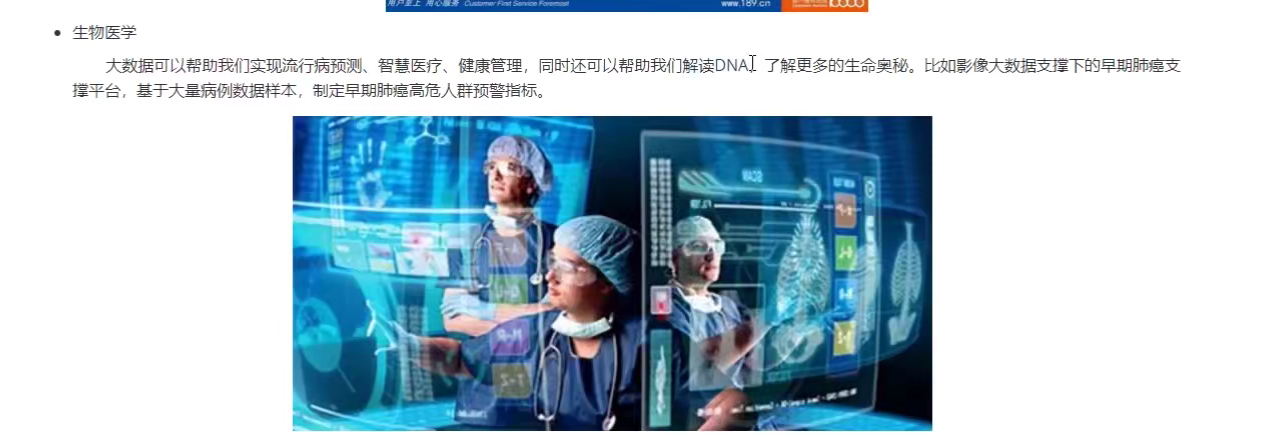 用户至上 用心服务 Customer First Service Foremost
www.189.cn
10000
生物医学
大数据可以帮助我们实现流行病预测、智慧医疗、健康管理，同时还可以帮助我们解读DNA，了解更多的生命奥秘。比如影像大数据支撑下的早期肺癌支
撑平台，基于大量病例数据样本，制定早期肺癌高危人群预警指标。
SCAN
A-F
G-L
M-R
T-Z